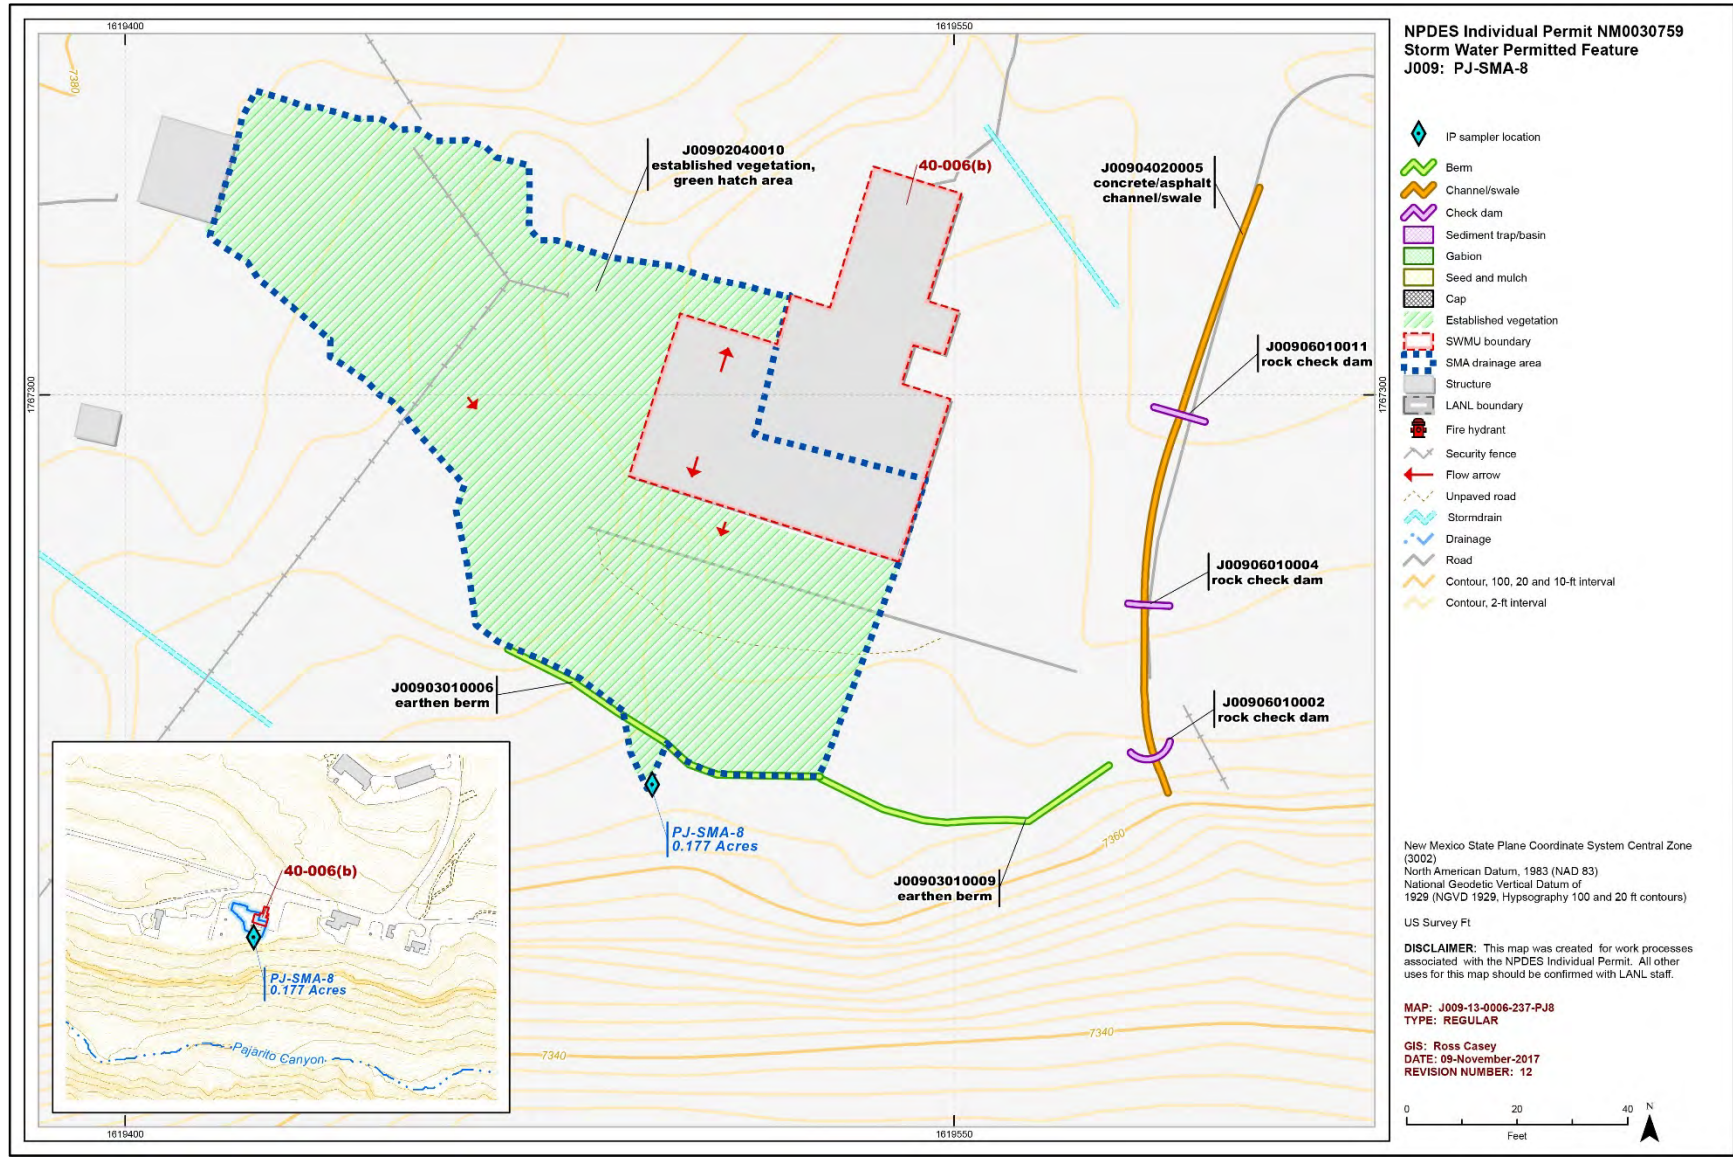 1619400
1619550
NPDES Individual Permit NM0030759
Storm Water Permitted Feature
J009: PJ-SMA-8
7380
J00902040010
established vegetation,
green hatch area
40-006(b)
J00904020005
concrete/asphalt
channel/swale
J00906010011
rock check dam
1767300
1767300
J00906010004
rock check dam
J00903010006
earthen berm
J00906010002
rock check dam
PJ-SMA-8
0.177 Acres
7360
J00903010009
earthen berm
7340
7340
40-006(b)
PJ-SMA-8
0.177 Acres
Pajarito Canyon
1619400
1619550
IP sampler location
Berm
Channel/swale
Check dam
Sediment trap/basin
Gabion
Seed and mulch
Cap
Established vegetation
SWMU boundary
SMA drainage area
Structure
LANL boundary
Fire hydrant
Security fence
Flow arrow
Unpaved road
Stormdrain
Drainage
Road
Contour, 100, 20 and 10-ft interval
Contour, 2-ft interval
New Mexico State Plane Coordinate System Central Zone
(3002)
North American Datum, 1983 (NAD 83)
National Geodetic Vertical Datum of
1929 (NGVD 1929, Hypsography 100 and 20 ft contours)
US Survey Ft
DISCLAIMER: This map was created for work processes
associated with the NPDES Individual Permit. All other
uses for this map should be confirmed with LANL staff.
MAP: J009-13-0006-237-PJ8
TYPE: REGULAR
GIS: Ross Casey
DATE: 09-November-2017
REVISION NUMBER: 12
0 20 40
Feet
N